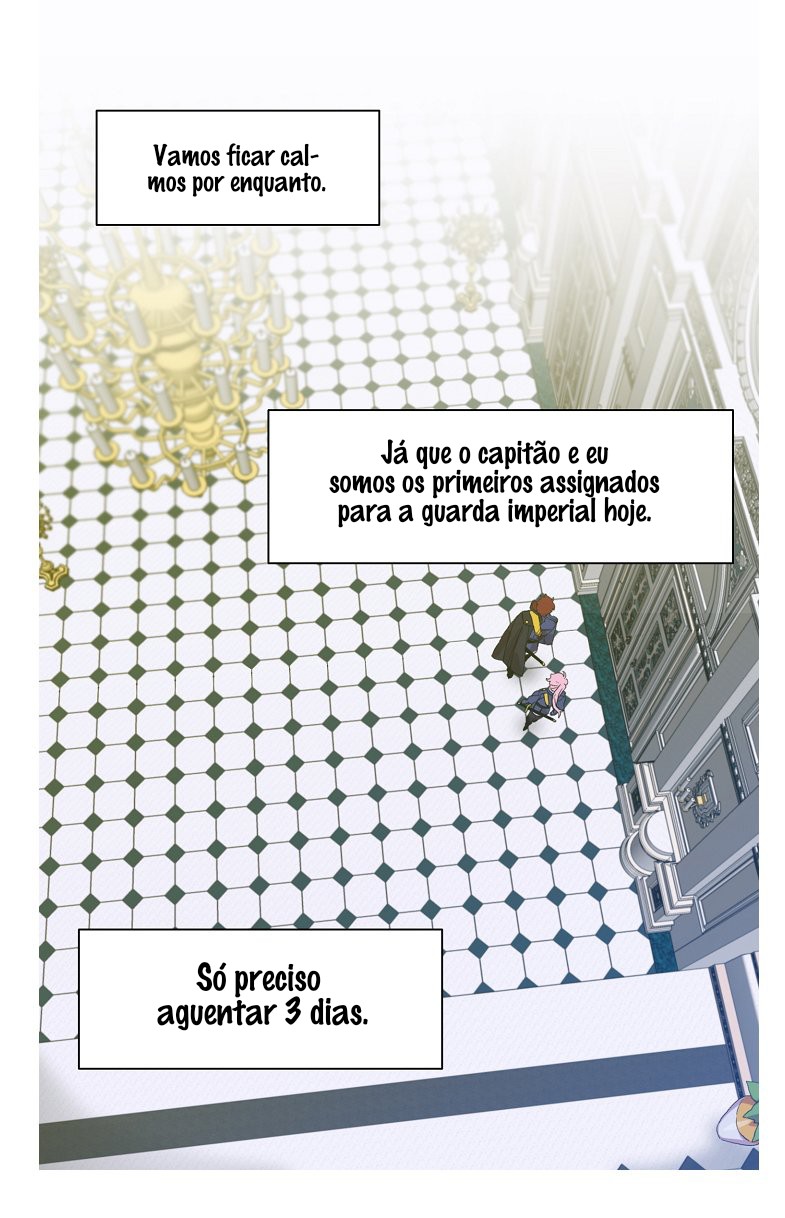 Vamos ficar cal-
mos por enquanto.
Já que o capitão e eu
somos os primeiros assignados
para a guarda imperial hoje.
Só preciso
aguentar 3 dias.